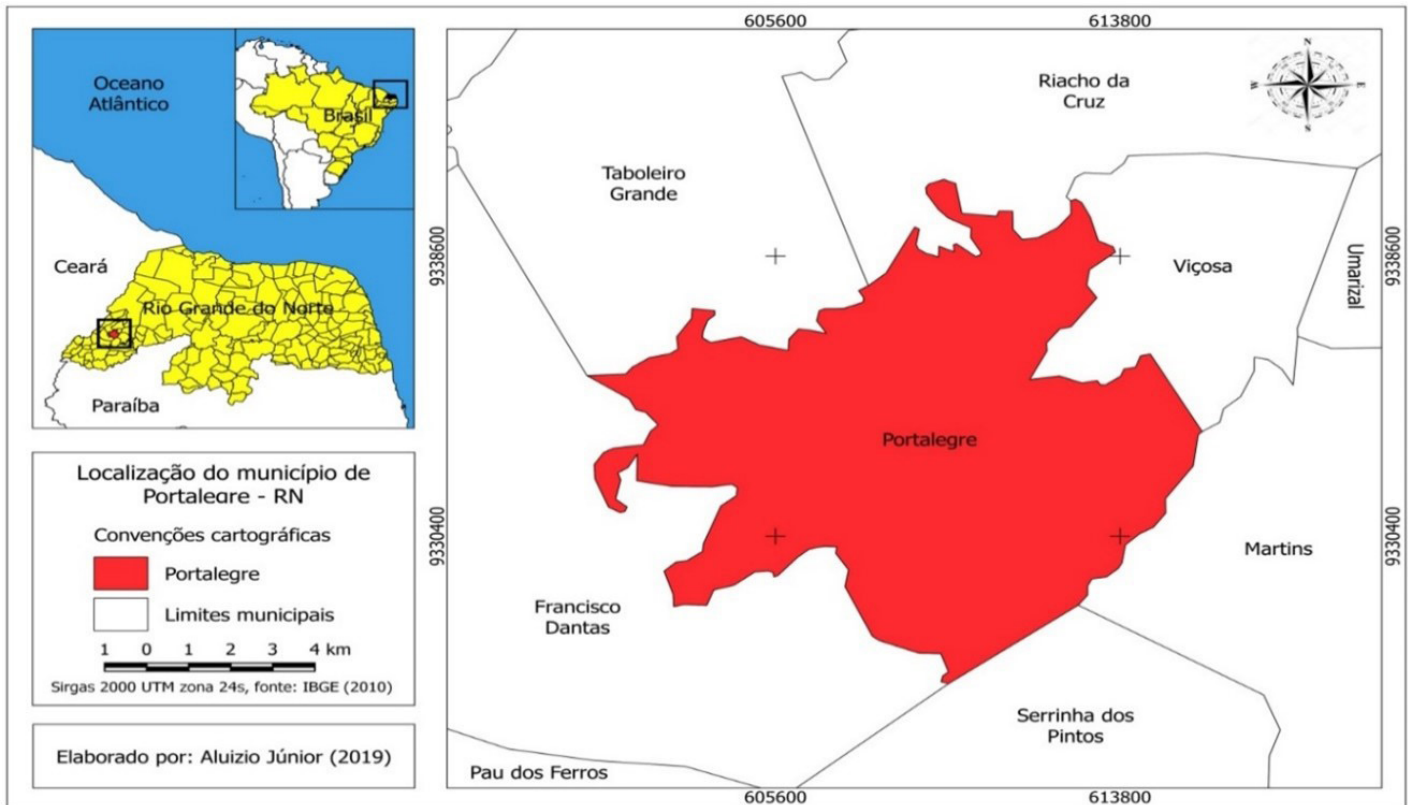 Oceano
Atlântico
Brasil
Ceará
Rio Grande do Norte
Paraíba
Localização do município de
Portalegre - RN
Convenções cartográficas
Portalegre
Limites municipais
1 0 1 2 3 4 km
Sirgas 2000 UTM zona 24s, fonte: IBGE (2010)
Elaborado por: Aluizio Júnior (2019)
605600
613800
N
W
E
S
Riacho da
Cruz
Taboleiro
Grande
9338600
9338600
Viçosa
Umarizal
Portalegre
9330400
9330400
Martins
Francisco
Dantas
Serrinha dos
Pintos
Pau dos Ferros
605600
613800